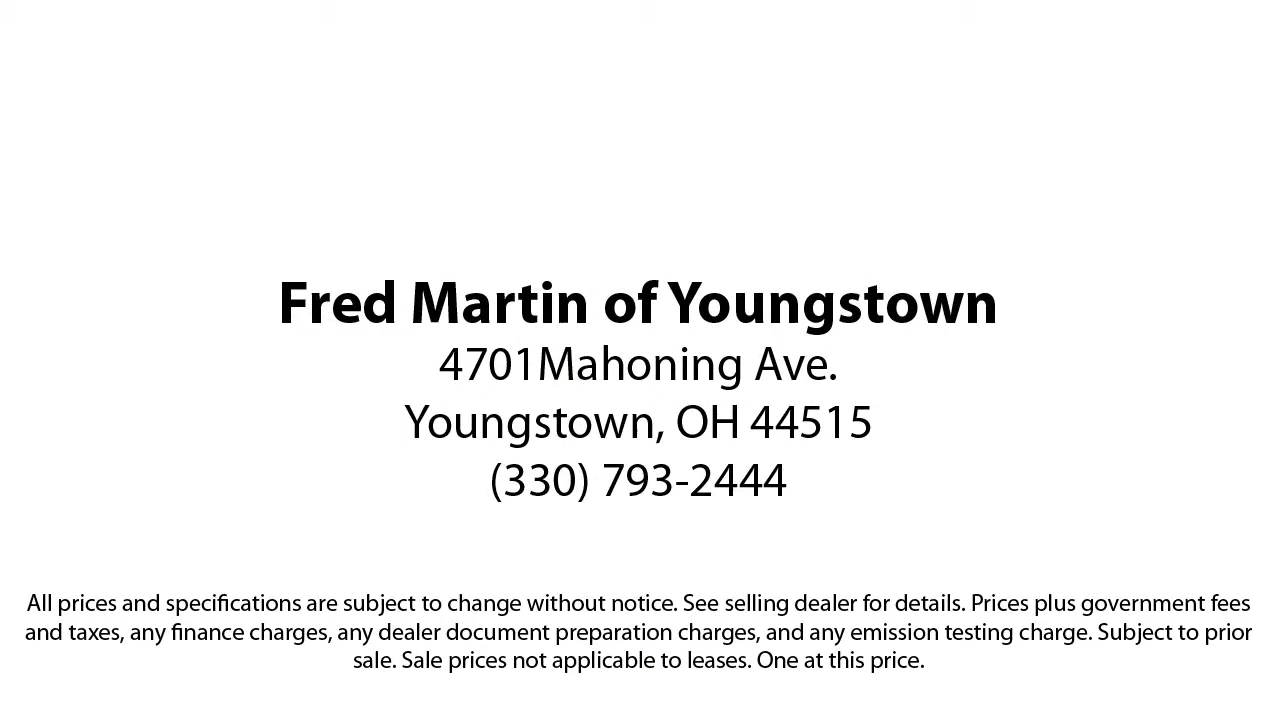 Fred Martin of Youngstown
4701Mahoning Ave.
Youngstown, OH 44515
(330) 793-2444
All prices and specifications are subject to change without notice. See selling dealer for details. Prices plus government fees
and taxes, any finance charges, any dealer document preparation charges, and any emission testing charge. Subject to prior
sale. Sale prices not applicable to leases. One at this price.